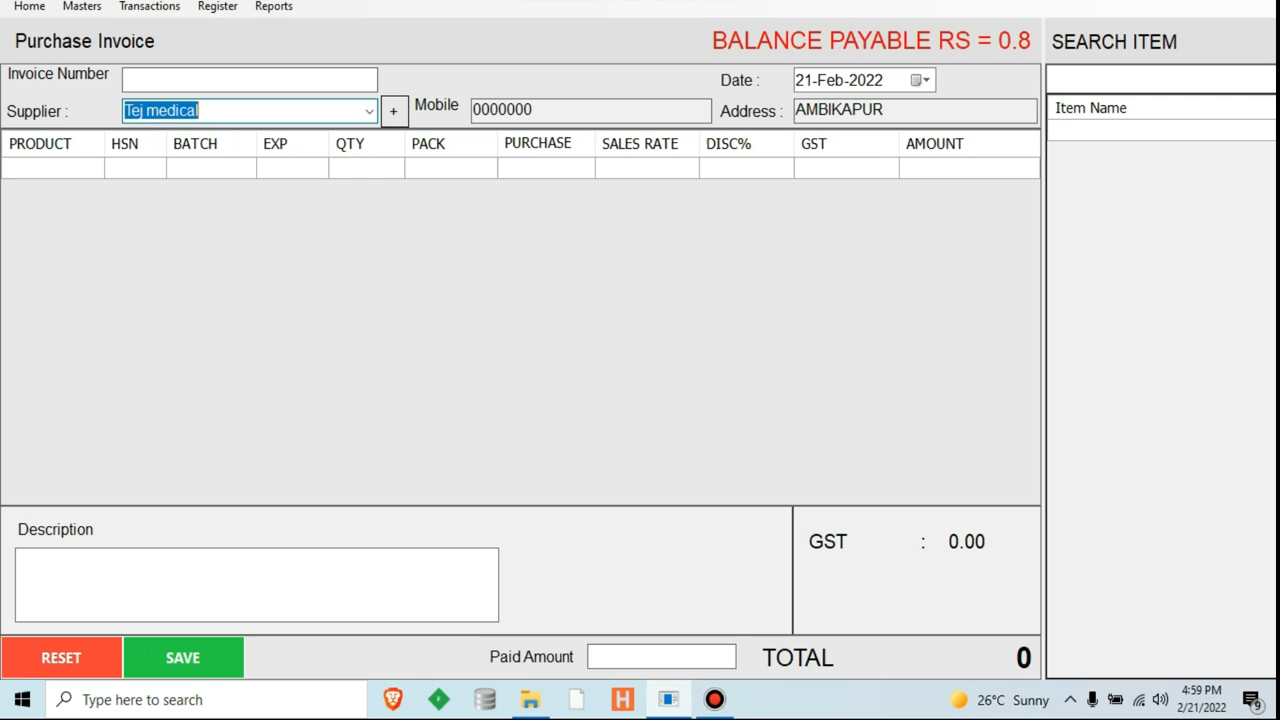 Home Masters Transactions Register Reports
Purchase Invoice BALANCE PAYABLE RS = 0.8 SEARCH ITEM
Invoice Number Date : 21-Feb-2022
Supplier : Tej medical + Mobile 0000000 Address : AMBIKAPUR Item Name
PRODUCT HSN BATCH EXP QTY PACK PURCHASE SALES RATE DISC% GST AMOUNT
Description
GST : 0.00
RESET SAVE Paid Amount TOTAL 0
Type here to search H 26°C Sunny 4:59 PM
2/21/2022 9